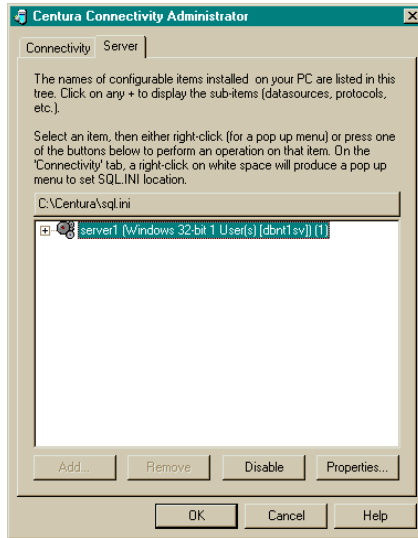 Centura Connectivity Administrator
Connectivity Server
The names of configurable items installed on your PC are listed in this
tree. Click on any + to display the sub-items (datasources, protocols,
etc.).
Select an item, then either right-click (for a pop up menu) or press one
of the buttons below to perform an operation on that item. On the
'Connectivity' tab, a right-click on white space will produce a pop up
menu to set SQL.INI location.
C:\Centura\sql.ini
server1 (Windows 32-bit 1 User(s) [dbnt1sv]) (1)
Add... Remove Disable Properties...
OK Cancel Help